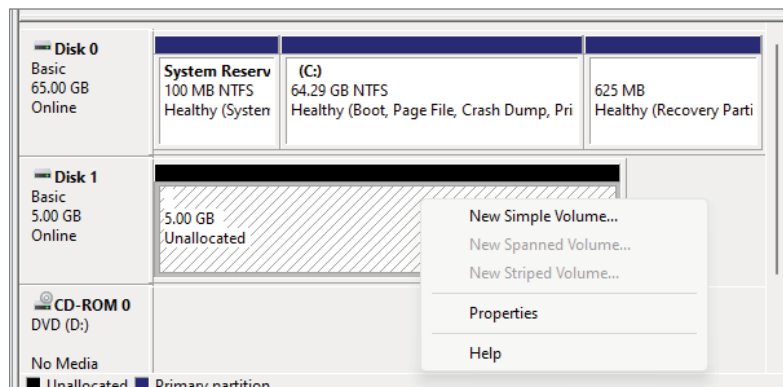 Disk 0
Basic
65.00 GB
Online
System Reserv
100 MB NTFS
Healthy (System
(C:)
64.29 GB NTFS
Healthy (Boot, Page File, Crash Dump, Pri
625 MB
Healthy (Recovery Parti
Disk 1
Basic
5.00 GB
Online
5.00 GB
Unallocated
New Simple Volume...
New Spanned Volume...
New Striped Volume...
Properties
Help
CD-ROM 0
DVD (D:)
No Media
Unallocated Primary partition